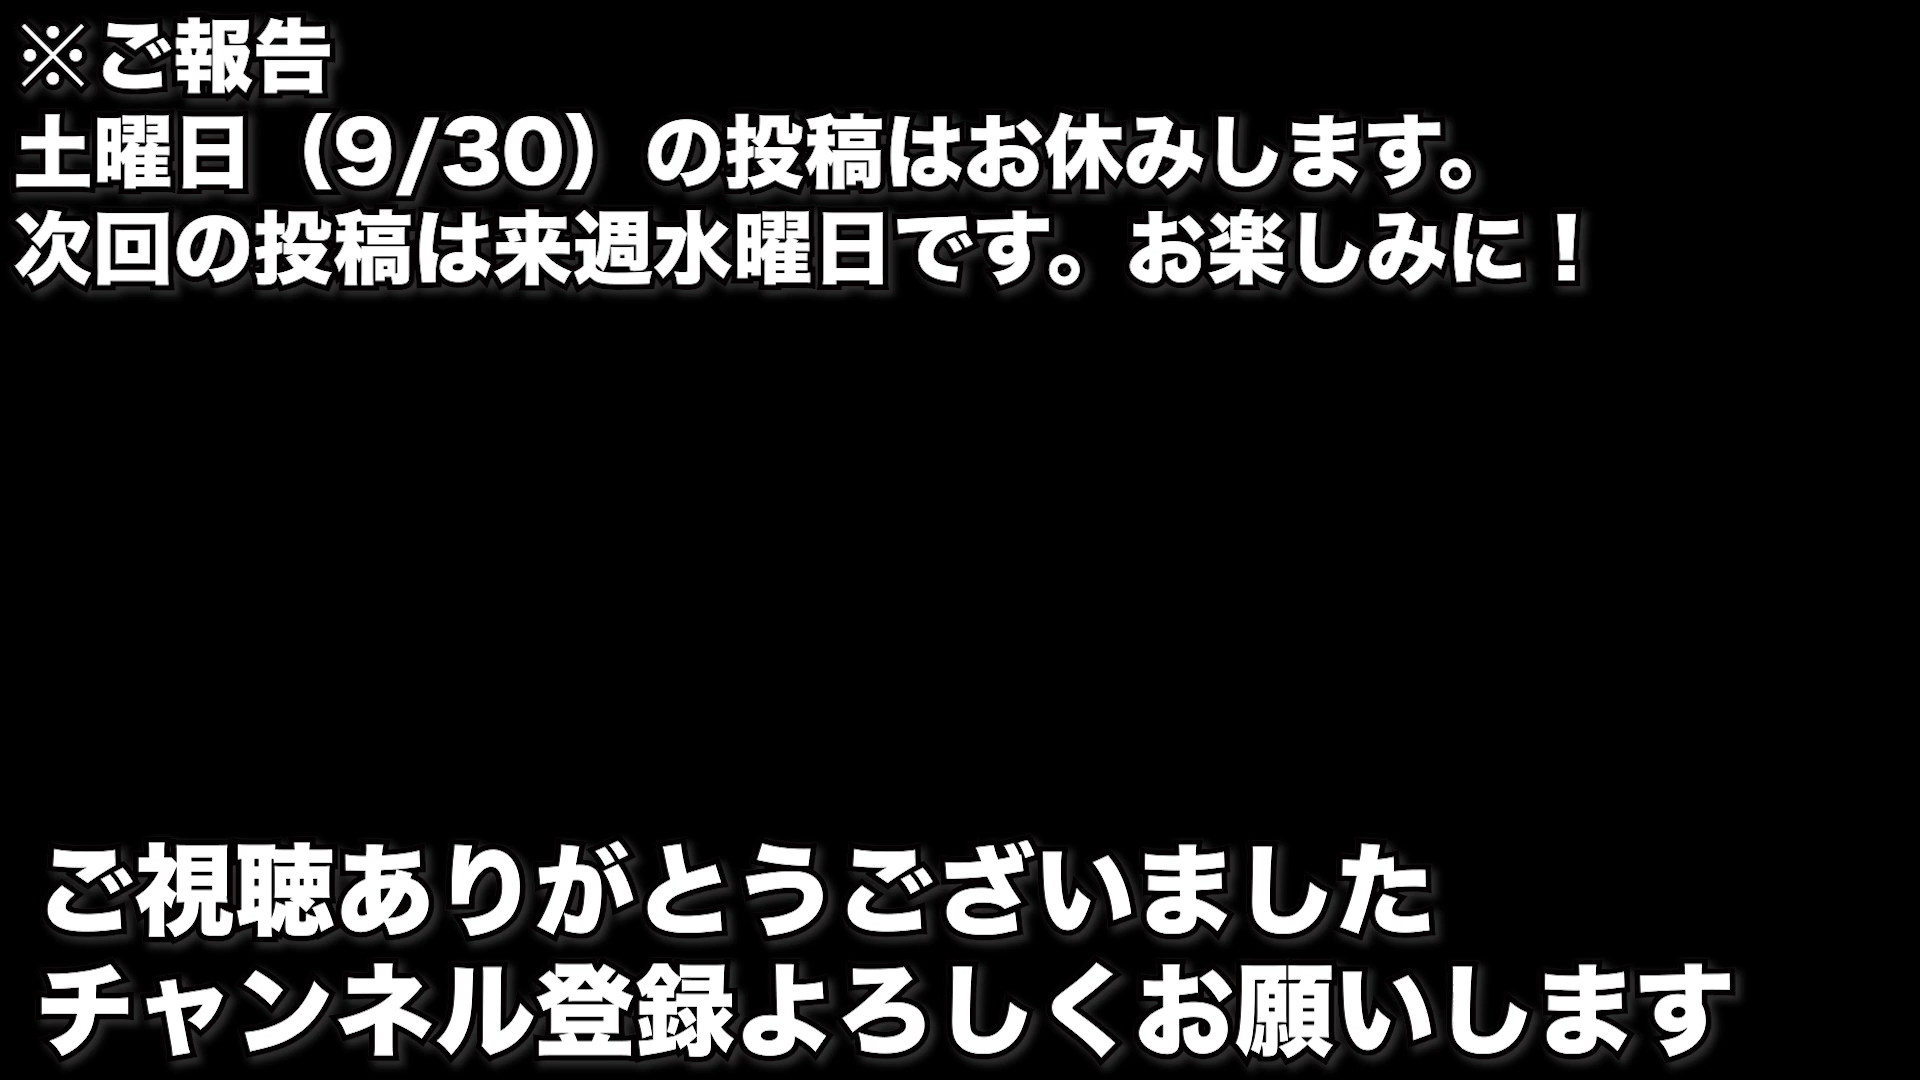 ※ご報告
土曜日（9/30）の投稿はお休みします。
次回の投稿は来週水曜日です。お楽しみに！
ご視聴ありがとうございました
チャンネル登録よろしくお願いします